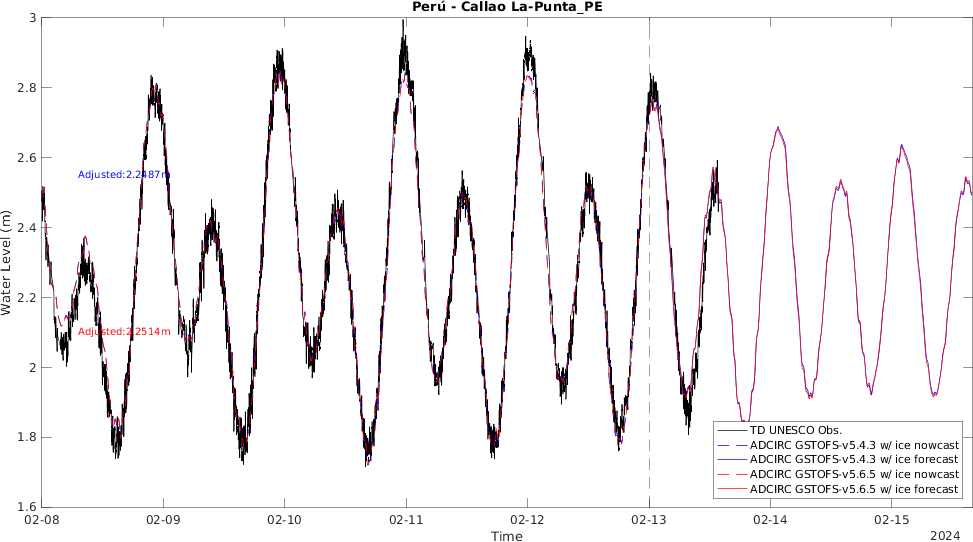 Perú - Callao La-Punta_PE
3
2.8
2.6
2.4
2.2
2
1.8
1.6
Water Level (m)
Adjusted:2.2487m
Adjusted:2.2514m
TD UNESCO Obs.
ADCIRC GSTOFS-v5.4.3 w/ ice nowcast
ADCIRC GSTOFS-v5.4.3 w/ ice forecast
ADCIRC GSTOFS-v5.6.5 w/ ice nowcast
ADCIRC GSTOFS-v5.6.5 w/ ice forecast
02-08 02-09 02-10 02-11 02-12 02-13 02-14 02-15
Time
2024